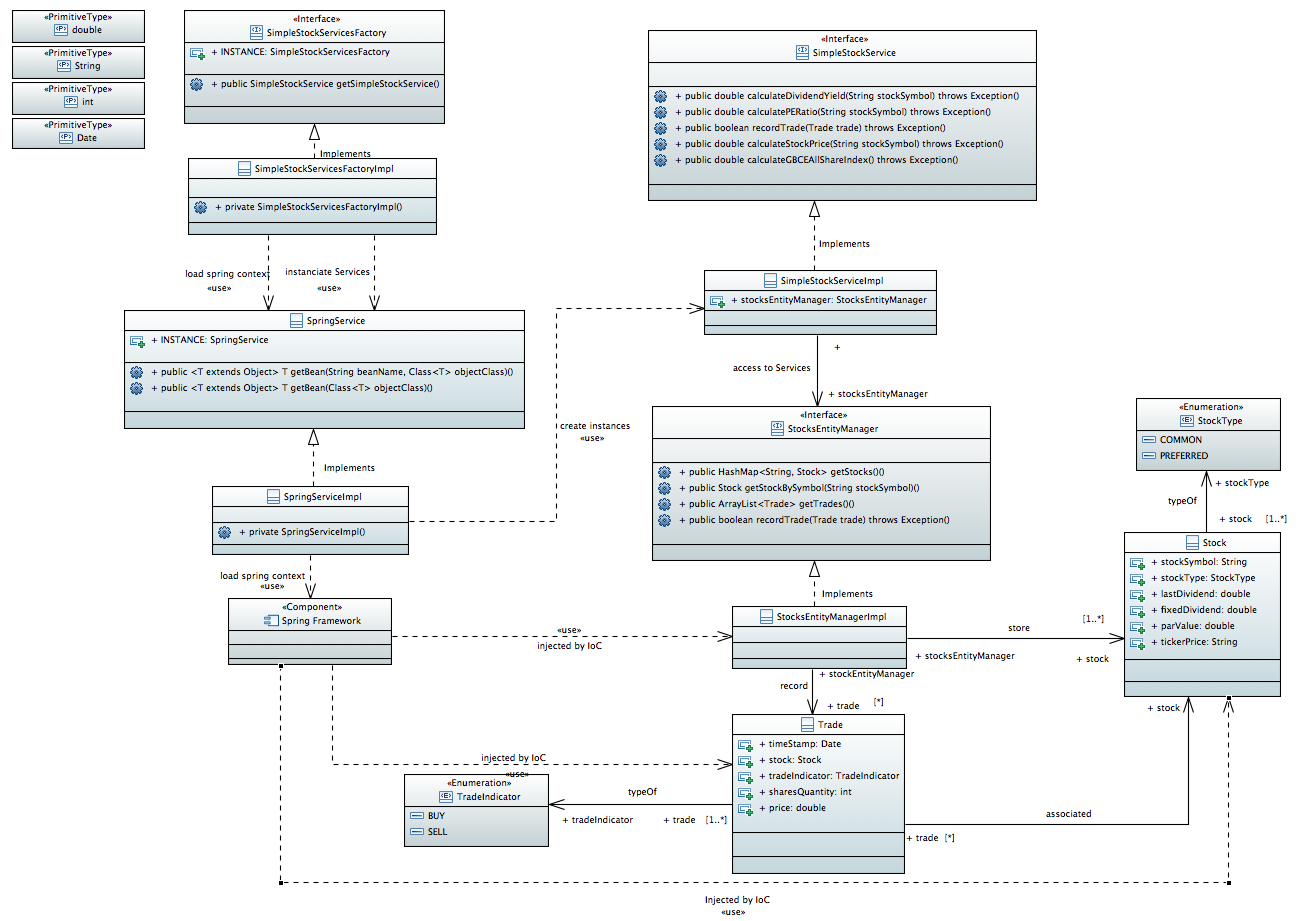 «PrimitiveType»
double
«PrimitiveType»
String
«PrimitiveType»
int
«PrimitiveType»
Date
«Interface»
SimpleStockServicesFactory
+ INSTANCE: SimpleStockServicesFactory
+ public SimpleStockService getSimpleStockService()
Implements
SimpleStockServicesFactoryImpl
+ private SimpleStockServicesFactoryImpl()
load spring context
«use»
instanciate Services
«use»
SpringService
+ INSTANCE: SpringService
+ public <T extends Object> T getBean(String beanName, Class<T> objectClass)()
+ public <T extends Object> T getBean(Class<T> objectClass)()
Implements
SpringServiceImpl
+ private SpringServiceImpl()
load spring context
«use»
«Component»
Spring Framework
«Interface»
SimpleStockService
+ public double calculateDividendYield(String stockSymbol) throws Exception()
+ public double calculatePERatio(String stockSymbol) throws Exception()
+ public boolean recordTrade(Trade trade) throws Exception()
+ public double calculateStockPrice(String stockSymbol) throws Exception()
+ public double calculateGBCEAllShareIndex() throws Exception()
Implements
SimpleStockServiceImpl
+ stocksEntityManager: StocksEntityManager
+
access to Services
+ stocksEntityManager
create instances
«use»
«Interface»
StocksEntityManager
+ public HashMap<String, Stock> getStocks()()
+ public Stock getStockBySymbol(String stockSymbol)()
+ public ArrayList<Trade> getTrades()()
+ public boolean recordTrade(Trade trade) throws Exception()
Implements
StocksEntityManagerImpl
«use»
injected by IoC
«Enumeration»
StockType
COMMON
PREFERRED
+ stockType
typeOf
+ stock [1..*]
Stock
+ stockSymbol: String
+ stockType: StockType
+ lastDividend: double
+ fixedDividend: double
+ parValue: double
+ tickerPrice: String
[1..*]
store
+ stocksEntityManager
+ stock
+ stockEntityManager
record
+ trade [*]
+ stock
Trade
+ timeStamp: Date
+ stock: Stock
+ tradeIndicator: TradeIndicator
+ sharesQuantity: int
+ price: double
injected by IoC
«use»
«Enumeration»
TradeIndicator
BUY
SELL
typeOf
+ tradeIndicator
+ trade [1..*]
associated
+ trade [*]
Injected by IoC
«use»